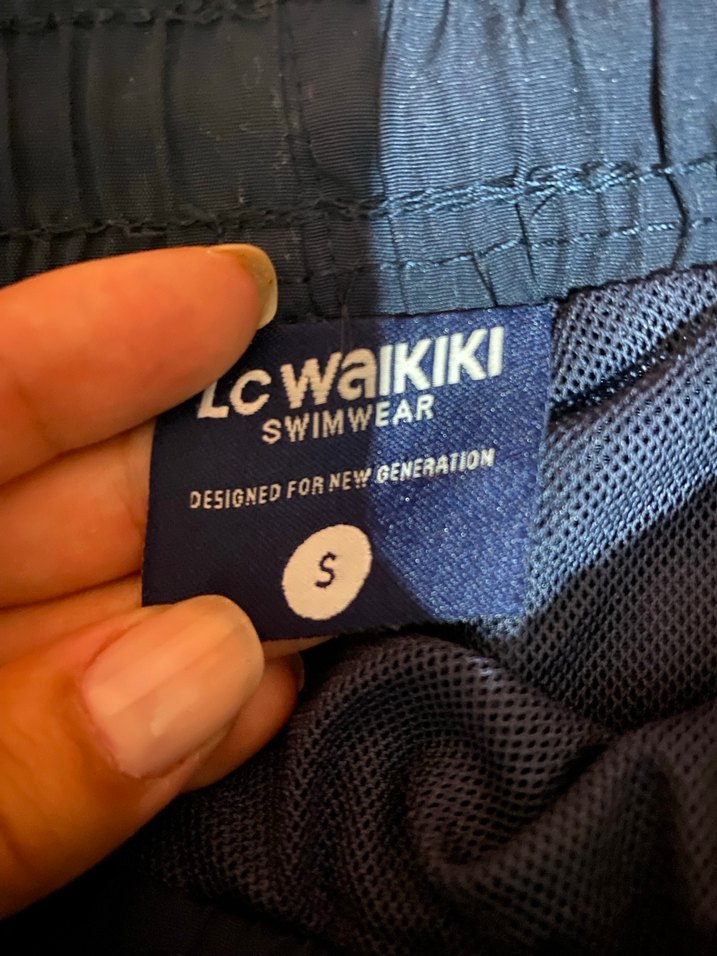 LC WAIKIKI
SWIMWEAR
DESIGNED FOR NEW GENERATION
S